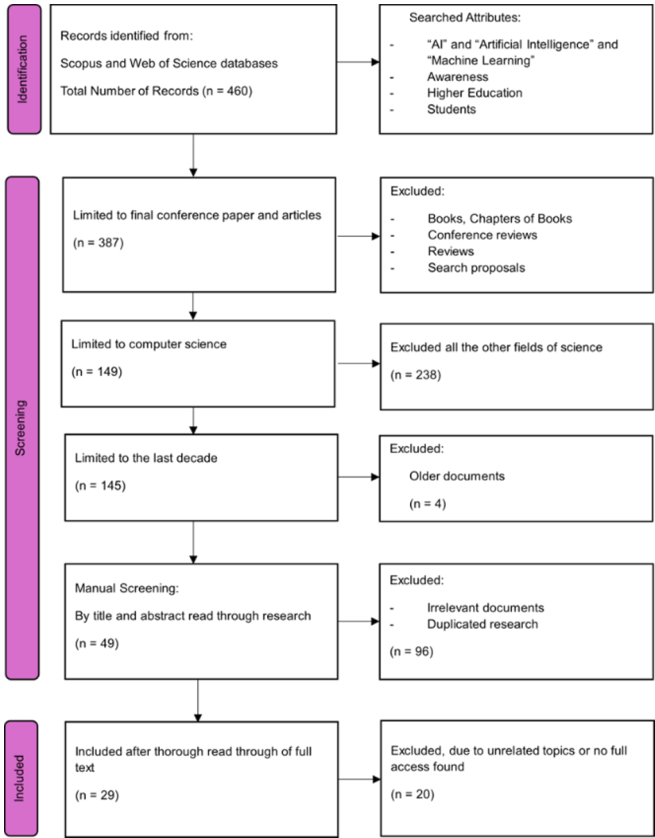 Identification
Records identified from:
Scopus and Web of Science databases
Total Number of Records (n = 460)
Searched Attributes:
- "AI" and "Artificial Intelligence" and
"Machine Learning"
- Awareness
- Higher Education
- Students
Screening
Limited to final conference paper and articles
(n = 387)
Excluded:
- Books, Chapters of Books
- Conference reviews
- Reviews
- Search proposals
Limited to computer science
(n = 149)
Excluded all the other fields of science
(n = 238)
Limited to the last decade
(n = 145)
Excluded:
Older documents
(n = 4)
Manual Screening:
By title and abstract read through research
(n = 49)
Excluded:
- Irrelevant documents
- Duplicated research
(n = 96)
Included
Included after thorough read through of full
text
(n = 29)
Excluded, due to unrelated topics or no full
access found
(n = 20)